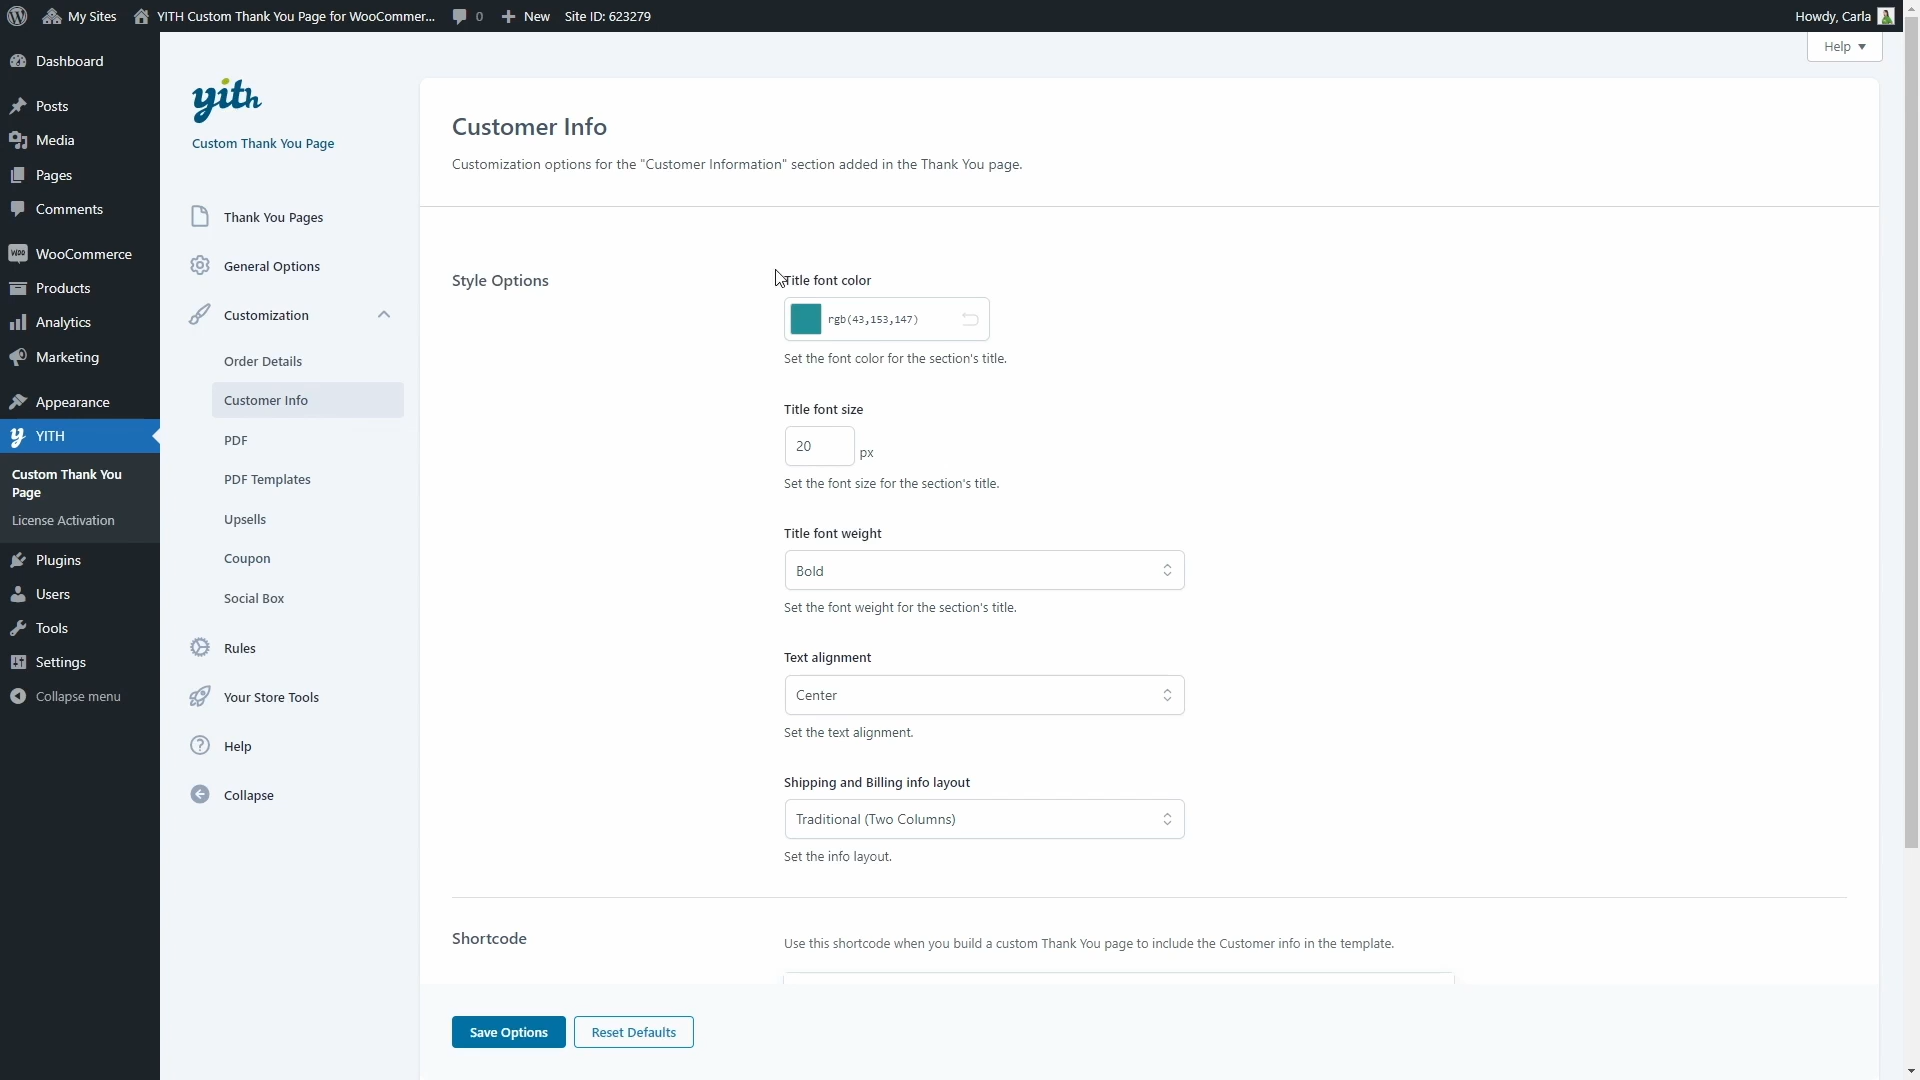 My Sites
YITH Custom Thank You Page for WooCommer...
0
New
Site ID: 623279
Howdy, Carla
Help
Dashboard
Posts
Media
Pages
Comments
WooCommerce
Products
Analytics
Marketing
Appearance
YITH
Custom Thank You
Page
License Activation
Plugins
Users
Tools
Settings
Collapse menu
yith
Custom Thank You Page
Thank You Pages
General Options
Customization
Order Details
Customer Info
PDF
PDF Templates
Upsells
Coupon
Social Box
Rules
Your Store Tools
Help
Collapse
Customer Info
Customization options for the "Customer Information" section added in the Thank You page.
Style Options
Title font color
rgb(43,153,147)
Set the font color for the section's title.
Title font size
20
px
Set the font size for the section's title.
Title font weight
Bold
Set the font weight for the section's title.
Text alignment
Center
Set the text alignment.
Shipping and Billing info layout
Traditional (Two Columns)
Set the info layout.
Shortcode
Use this shortcode when you build a custom Thank You page to include the Customer info in the template.
Save Options
Reset Defaults